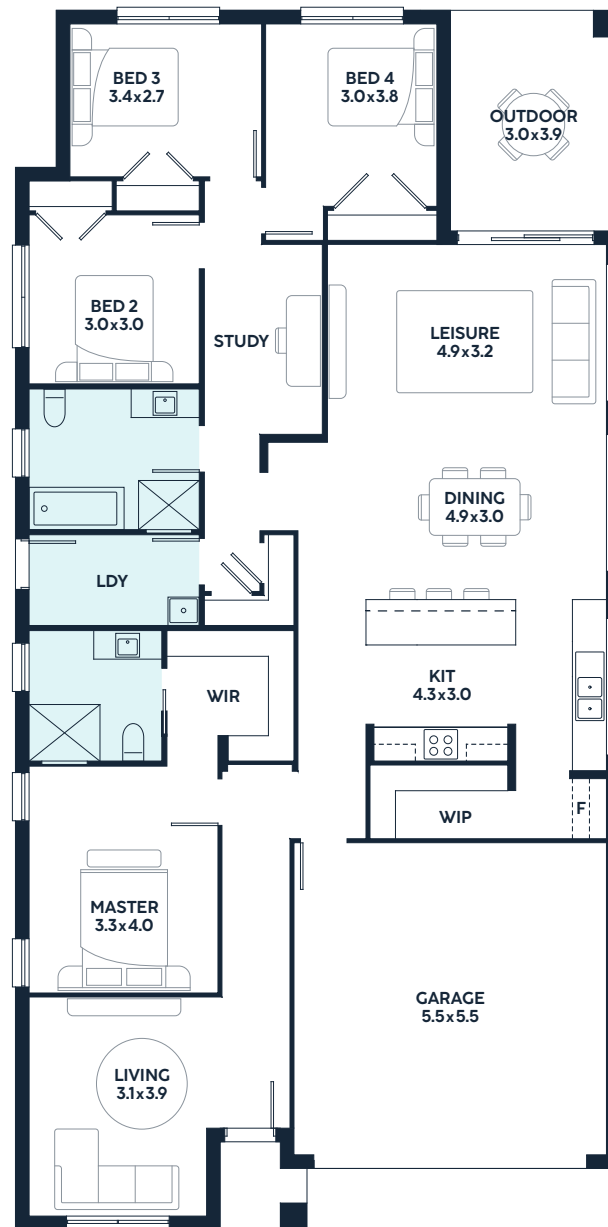 BED 3
3.4x2.7
BED 4
3.0x3.8
OUTDOOR
3.0x3.9
BED 2
3.0x3.0
STUDY
LEISURE
4.9x3.2
DINING
4.9x3.0
LDY
KIT
4.3x3.0
WIR
WIP
F
MASTER
3.3x4.0
GARAGE
5.5x5.5
LIVING
3.1x3.9